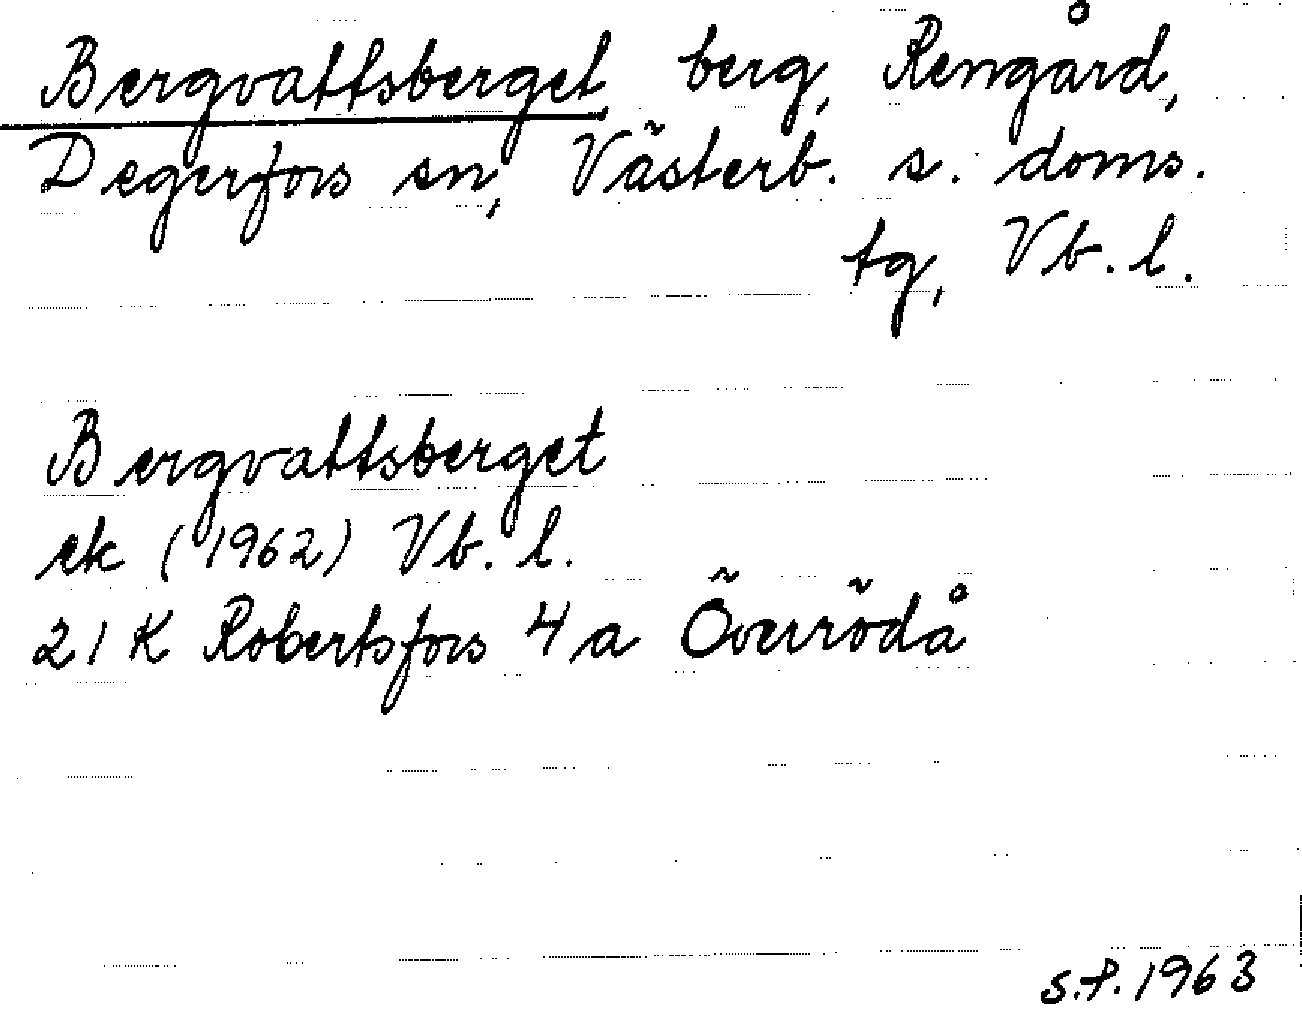 Bergvattsberget, berg, Rengård,
Degerfors sn, Västerb. s. doms.
tg, Vb. l.
Bergvattsberget
ek (1962) Vb. l.
21 K Robertsfors 4 a Överrödå
S.P. 1963